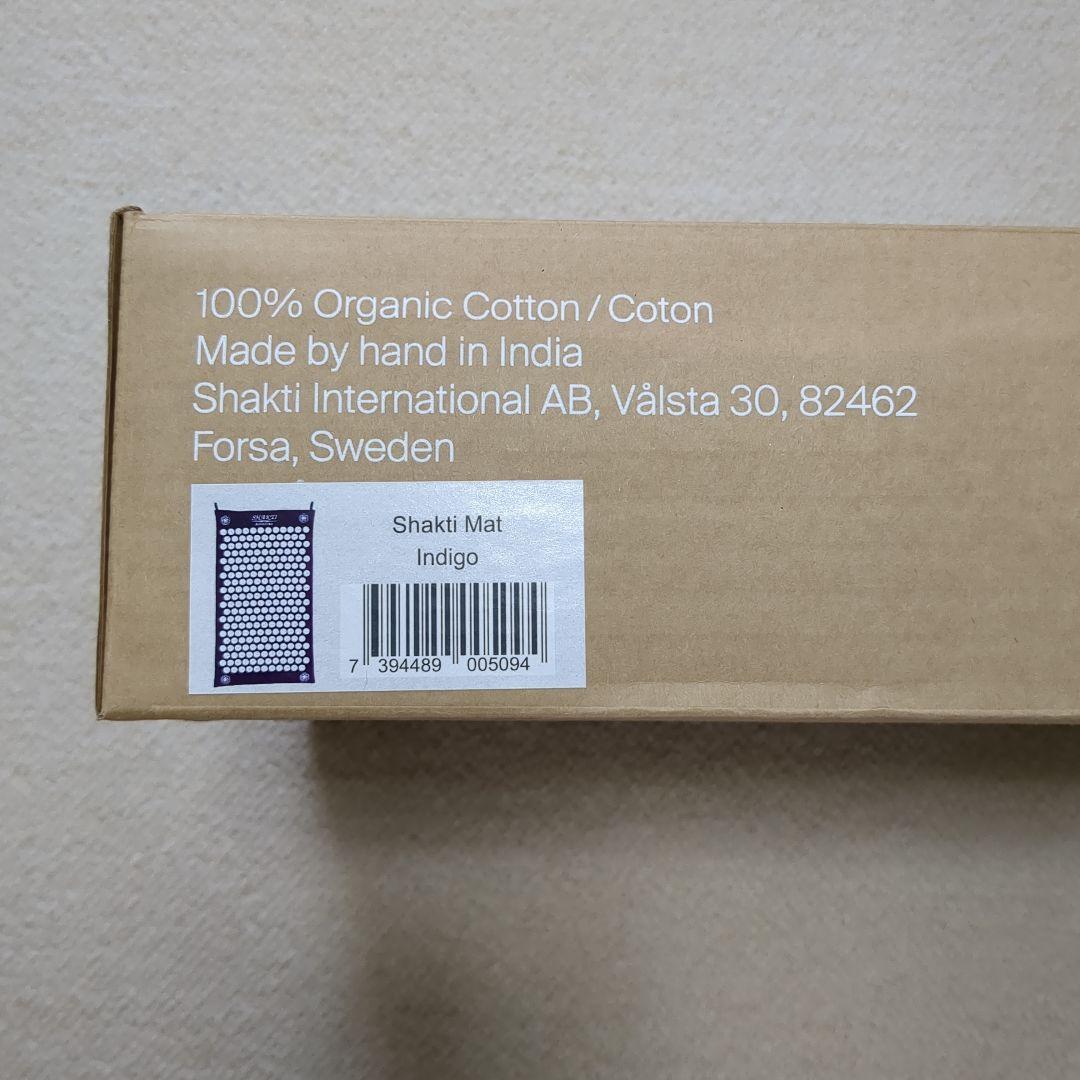 100% Organic Cotton / Coton
Made by hand in India
Shakti International AB, Vålsta 30, 82462
Forsa, Sweden
SHAKTI
Shakti Mat
Indigo
7 394489 005094